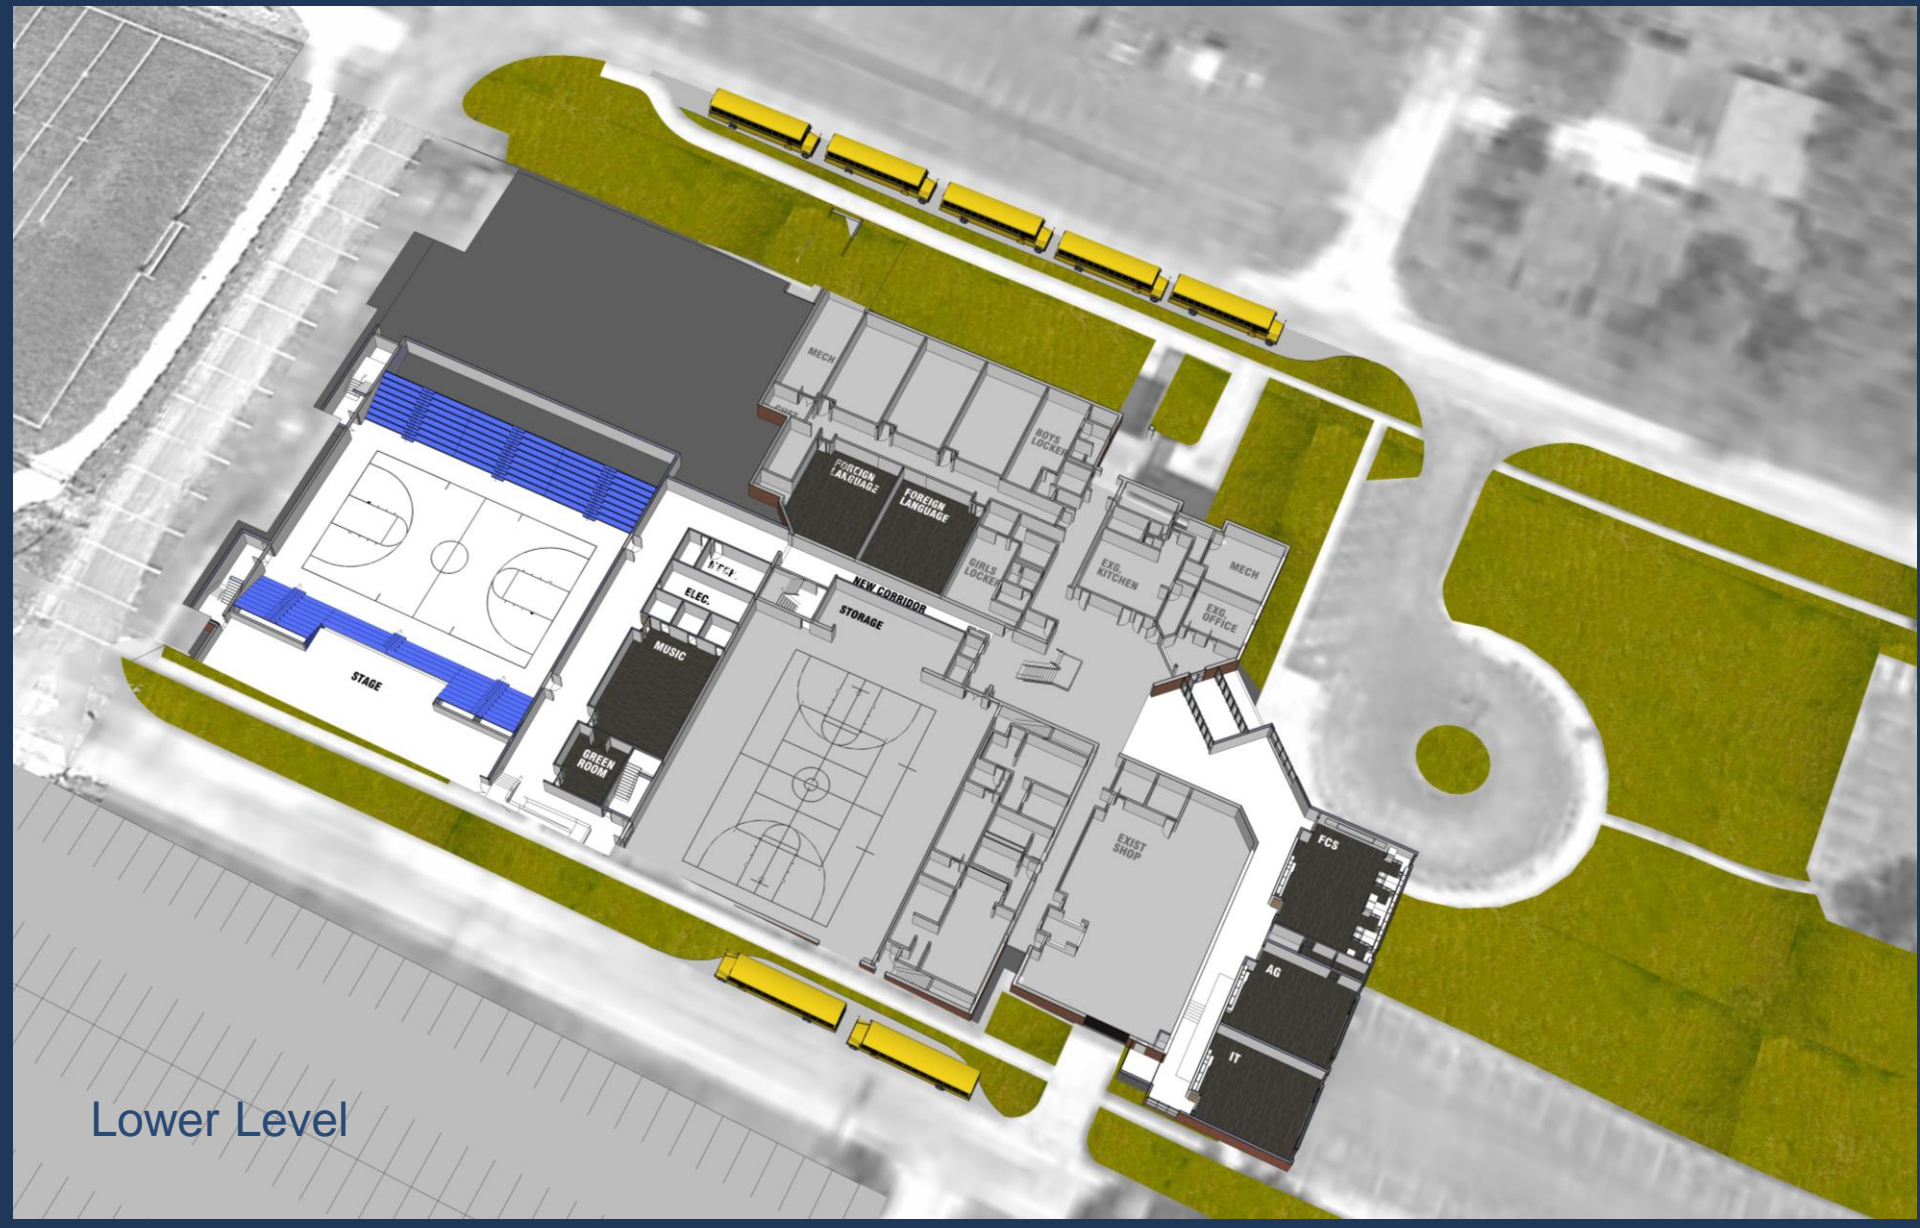 MECH
BOYS
LOCKER
FOREIGN
LANGUAGE
FOREIGN
LANGUAGE
GIRLS
LOCKER
EXG.
KITCHEN
MECH
EXG.
OFFICE
MECH.
ELEC.
NEW CORRIDOR
STORAGE
MUSIC
STAGE
GREEN
ROOM
EXIST
SHOP
FCS
AG
IT
Lower Level